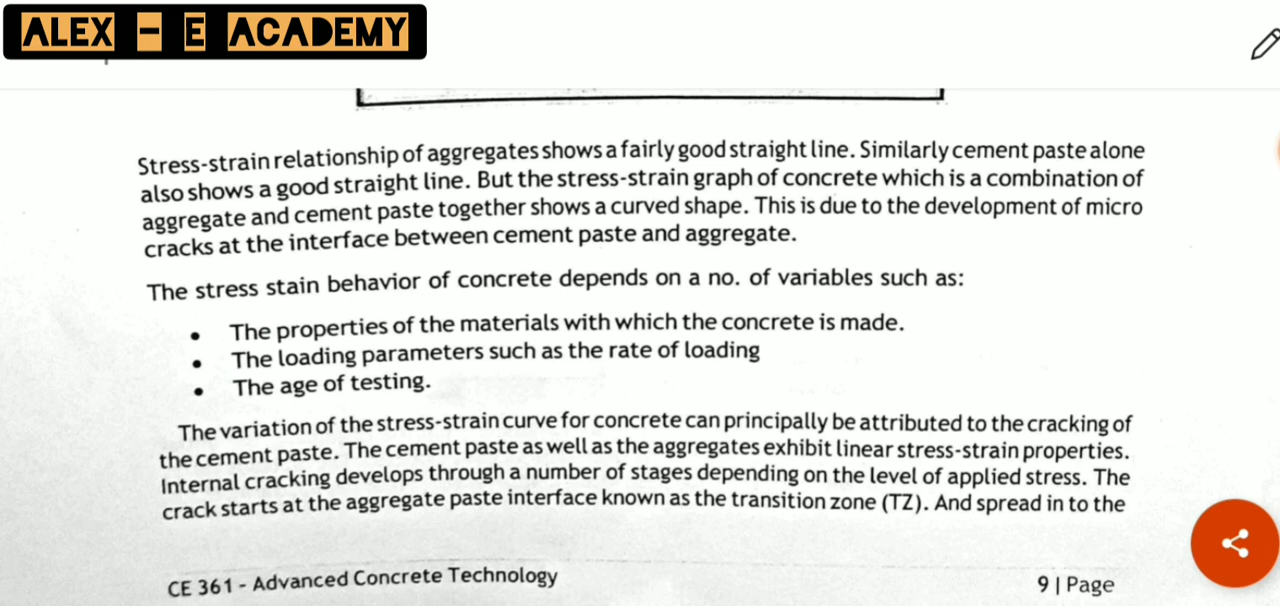 ALEX - E ACADEMY
Stress-strain relationship of aggregates shows a fairly good straight line. Similarly cement paste alone
also shows a good straight line. But the stress-strain graph of concrete which is a combination of
aggregate and cement paste together shows a curved shape. This is due to the development of micro
cracks at the interface between cement paste and aggregate.
The stress stain behavior of concrete depends on a no. of variables such as:
• The properties of the materials with which the concrete is made.
• The loading parameters such as the rate of loading
• The age of testing.
The variation of the stress-strain curve for concrete can principally be attributed to the cracking of
the cement paste. The cement paste as well as the aggregates exhibit linear stress-strain properties.
Internal cracking develops through a number of stages depending on the level of applied stress. The
crack starts at the aggregate paste interface known as the transition zone (TZ). And spread in to the
CE 361 - Advanced Concrete Technology
9 | Page